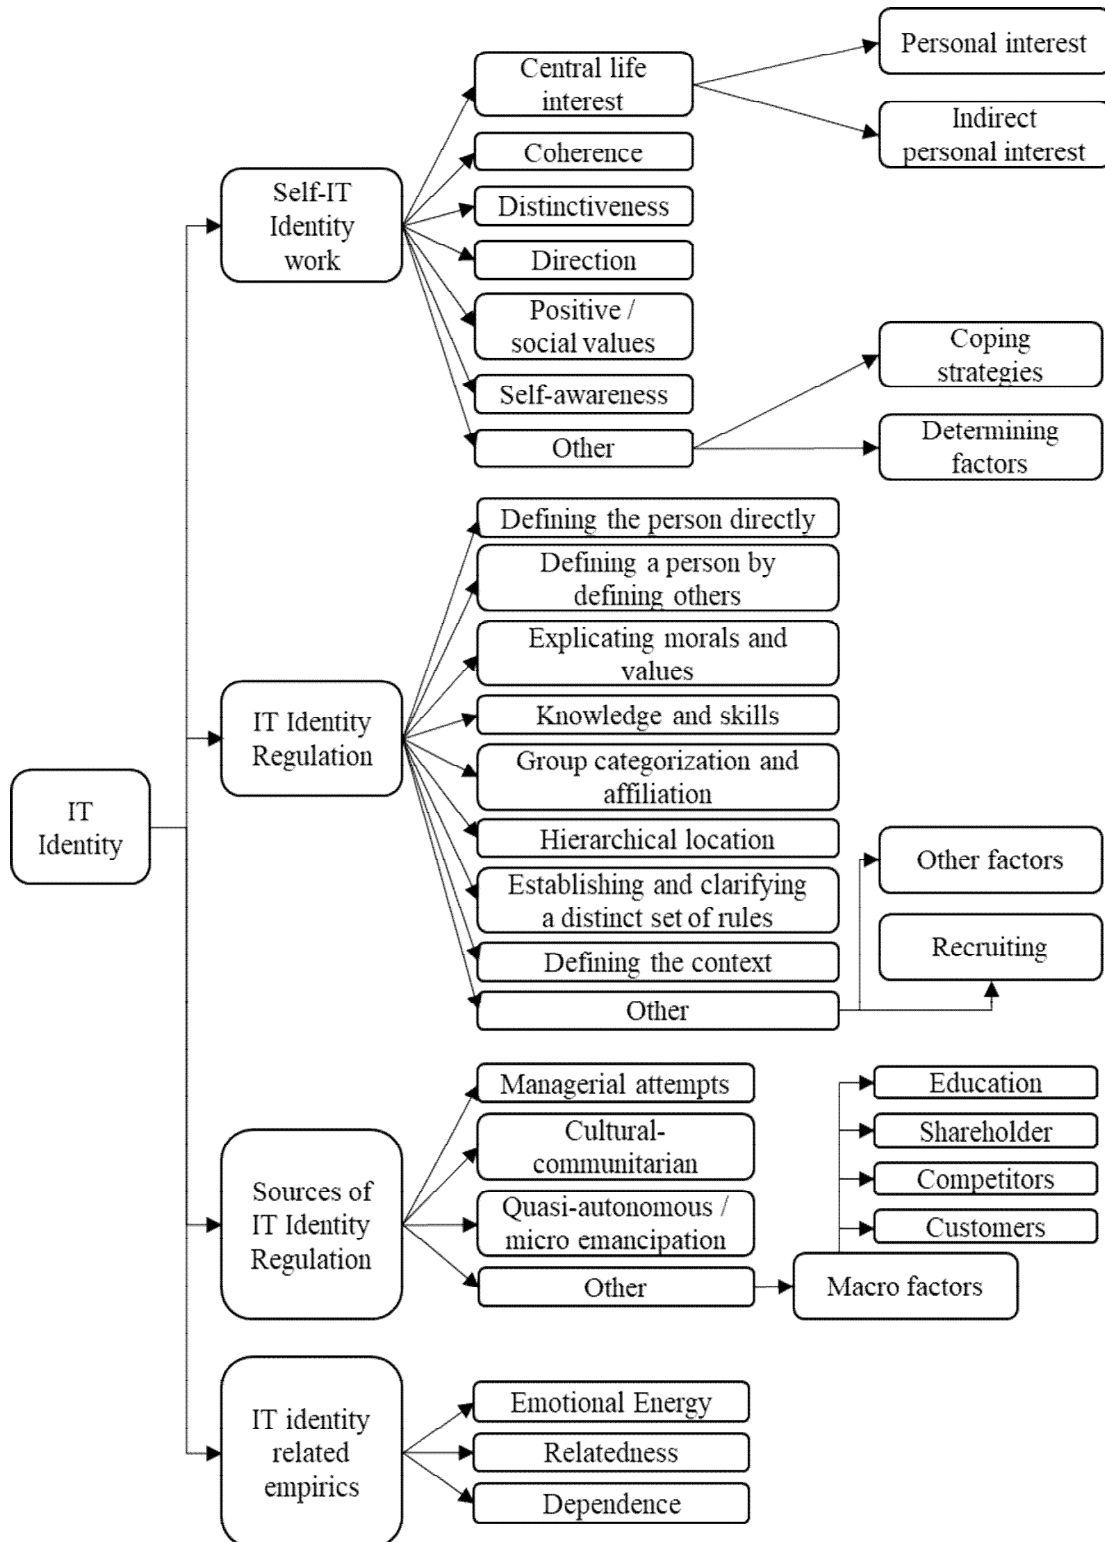 Personal interest
Central life
interest
Indirect
personal interest
Coherence
Self-IT
Identity
work
Distinctiveness
Direction
Positive /
social values
Coping
strategies
Self-awareness
Other
Determining
factors
Defining the person directly
Defining a person by
defining others
Explicating morals and
values
IT Identity
Regulation
Knowledge and skills
Group categorization and
affiliation
IT
Identity
Hierarchical location
Other factors
Establishing and clarifying
a distinct set of rules
Recruiting
Defining the context
Other
Managerial attempts
Education
Cultural-
communitarian
Shareholder
Sources of
IT Identity
Regulation
Competitors
Quasi-autonomous /
micro emancipation
Customers
Other
Macro factors
IT identity
related
empirics
Emotional Energy
Relatedness
Dependence